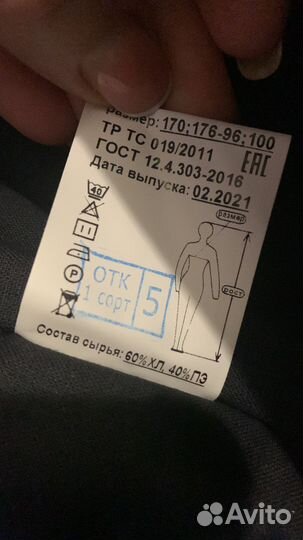 размер: 170;176-96;100
ТР ТС 019/2011
ГОСТ 12.4.303-2016
Дата выпуска: 02.2021
EAC
40
P
размер
рост
ОТК
1 сорт
5
Состав сырья: 60%ХЛ, 40%ПЭ
Avito